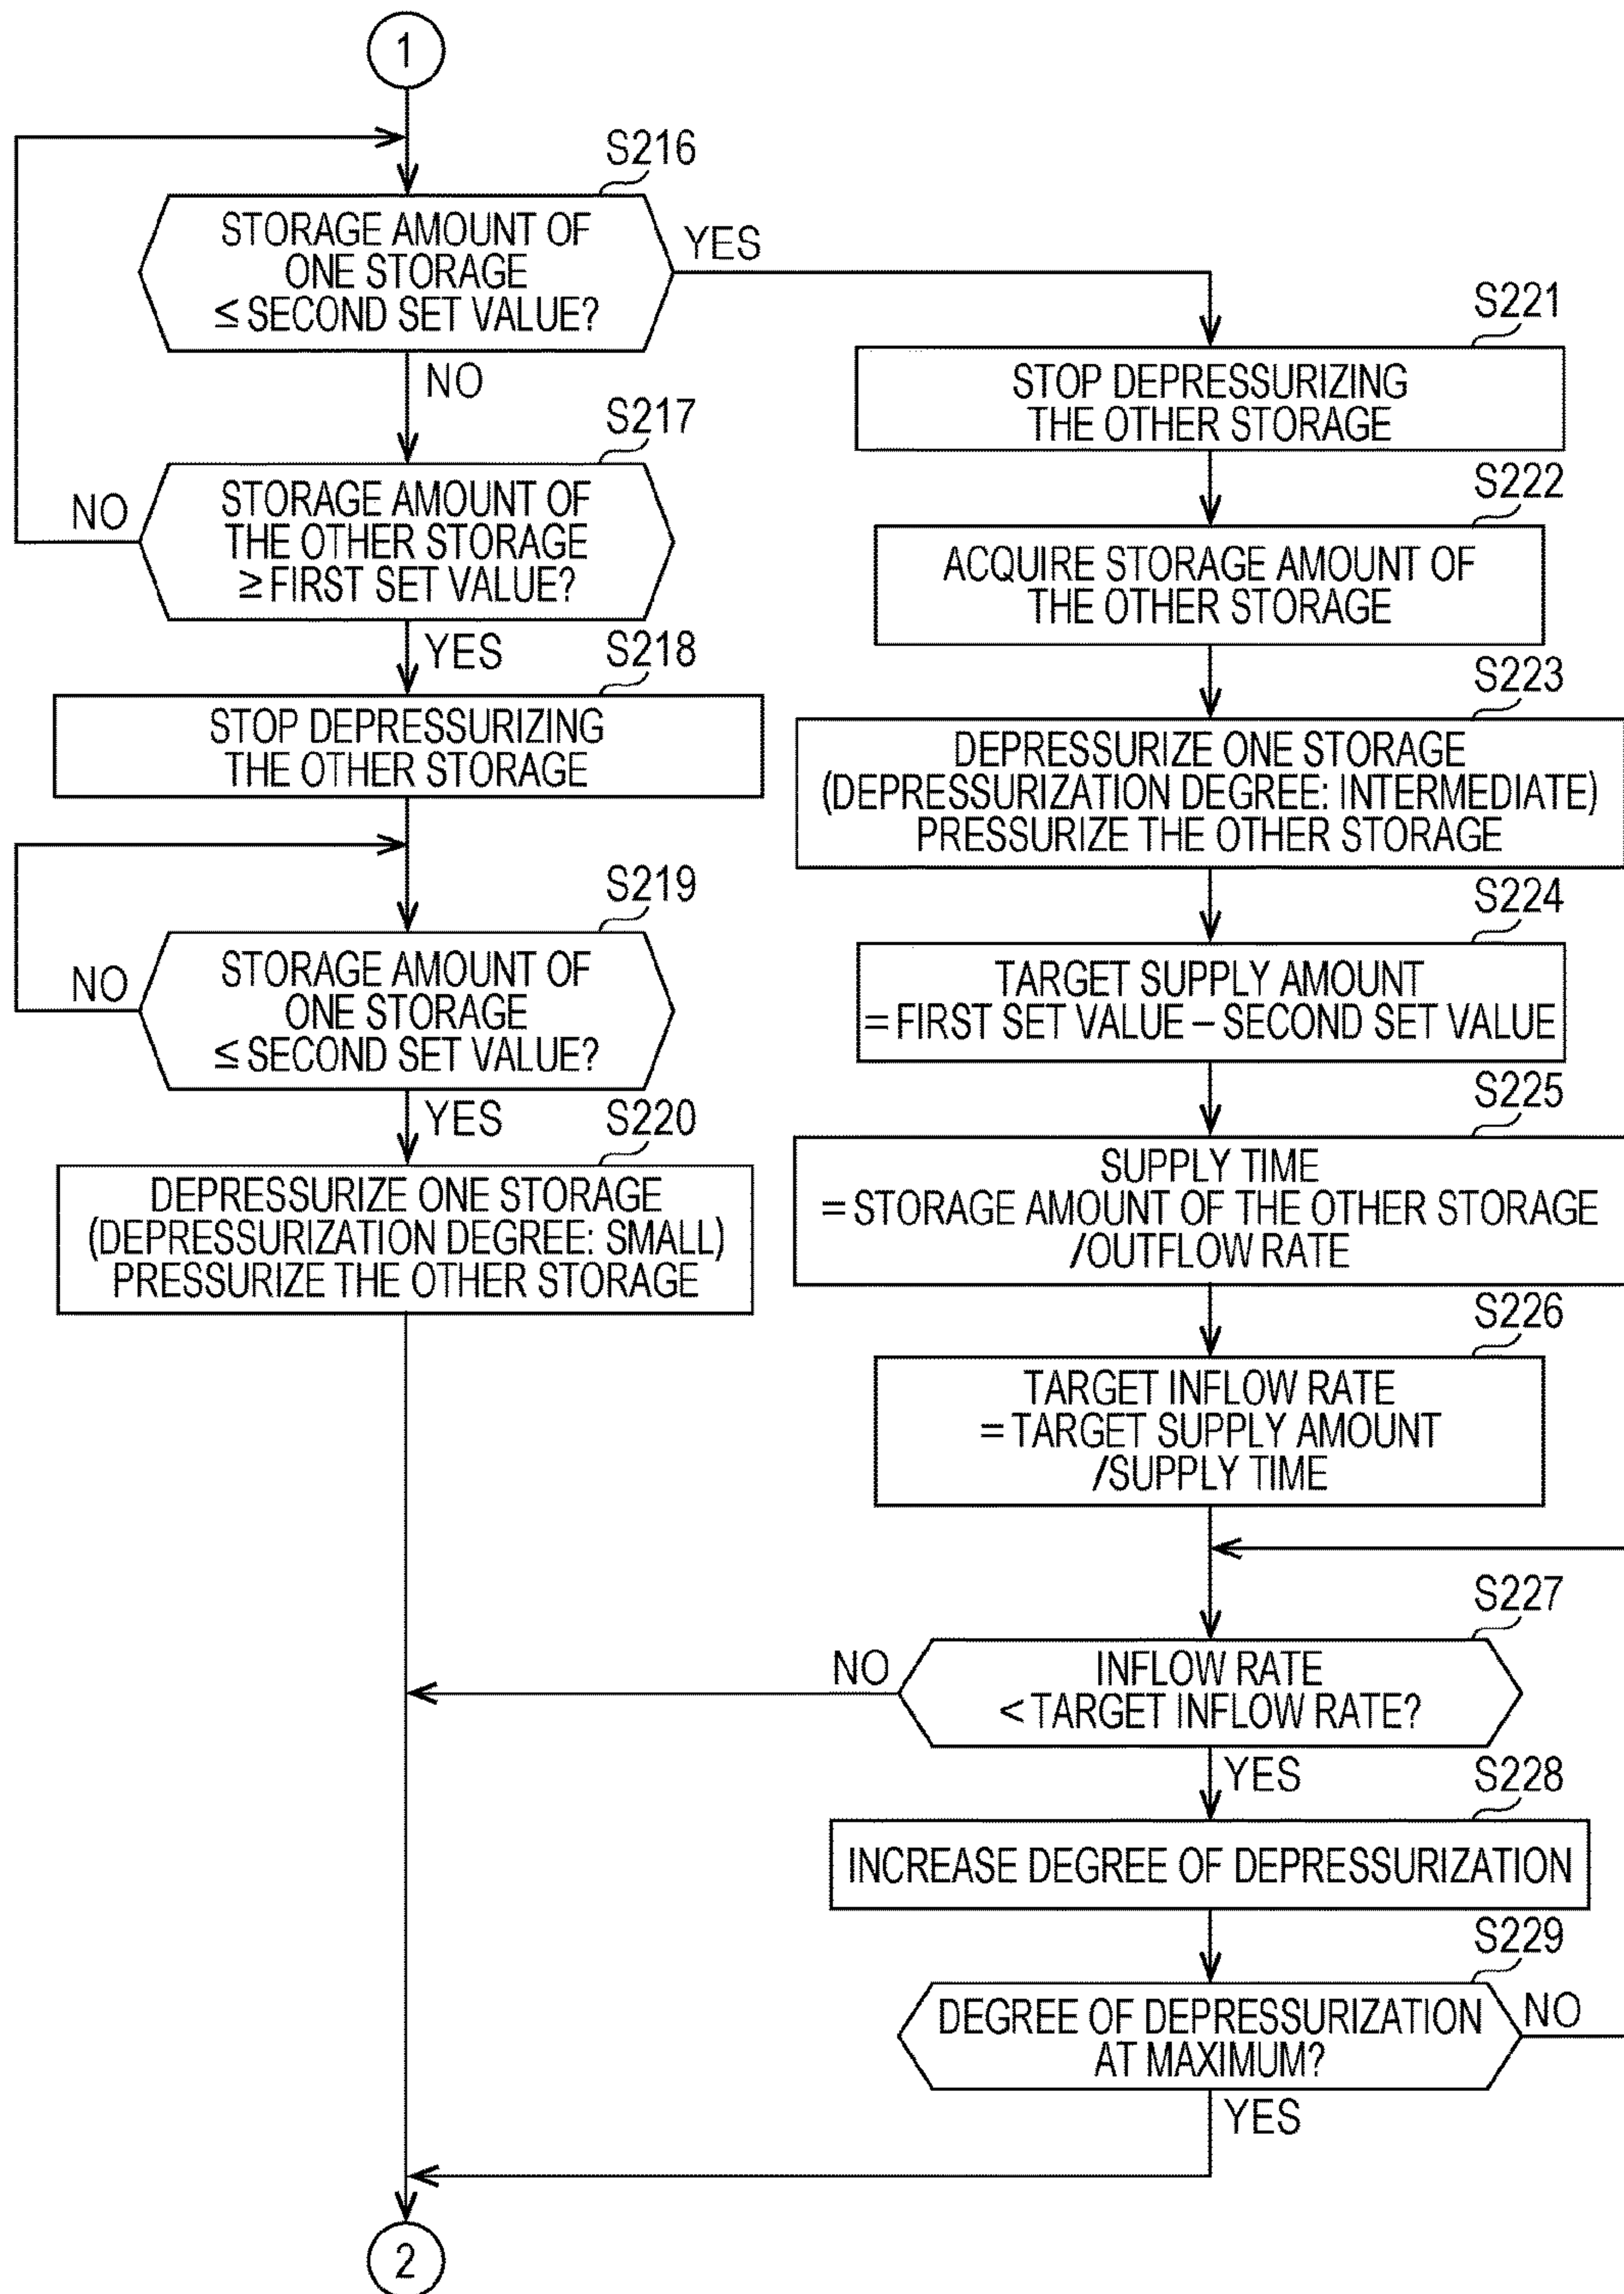 1
S216
STORAGE AMOUNT OF
ONE STORAGE
≤ SECOND SET VALUE?
YES
NO
S217
STORAGE AMOUNT OF
THE OTHER STORAGE
≥ FIRST SET VALUE?
NO
YES
S218
STOP DEPRESSURIZING
THE OTHER STORAGE
S219
STORAGE AMOUNT OF
ONE STORAGE
≤ SECOND SET VALUE?
NO
YES
S220
DEPRESSURIZE ONE STORAGE
(DEPRESSURIZATION DEGREE: SMALL)
PRESSURIZE THE OTHER STORAGE
S221
STOP DEPRESSURIZING
THE OTHER STORAGE
S222
ACQUIRE STORAGE AMOUNT OF
THE OTHER STORAGE
S223
DEPRESSURIZE ONE STORAGE
(DEPRESSURIZATION DEGREE: INTERMEDIATE)
PRESSURIZE THE OTHER STORAGE
S224
TARGET SUPPLY AMOUNT
= FIRST SET VALUE – SECOND SET VALUE
S225
SUPPLY TIME
= STORAGE AMOUNT OF THE OTHER STORAGE
/OUTFLOW RATE
S226
TARGET INFLOW RATE
= TARGET SUPPLY AMOUNT
/SUPPLY TIME
S227
INFLOW RATE
< TARGET INFLOW RATE?
NO
YES
S228
INCREASE DEGREE OF DEPRESSURIZATION
S229
DEGREE OF DEPRESSURIZATION
AT MAXIMUM?
NO
YES
2